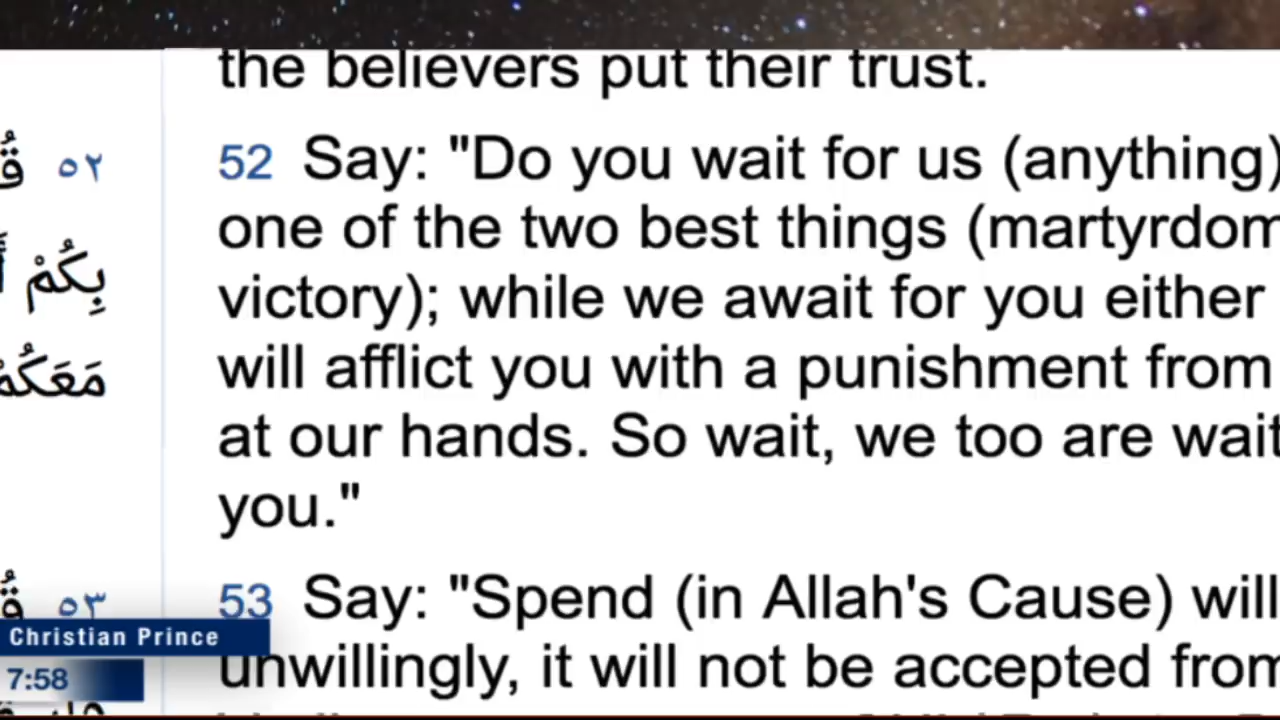 the believers put their trust.
٥٢
52 Say: "Do you wait for us (anything)
one of the two best things (martyrdom
بِكُمْ
victory); while we await for you either
مَعَكُمْ
will afflict you with a punishment from
at our hands. So wait, we too are wait
you."
٥٣
53 Say: "Spend (in Allah's Cause) will
Christian Prince
unwillingly, it will not be accepted from
7:58